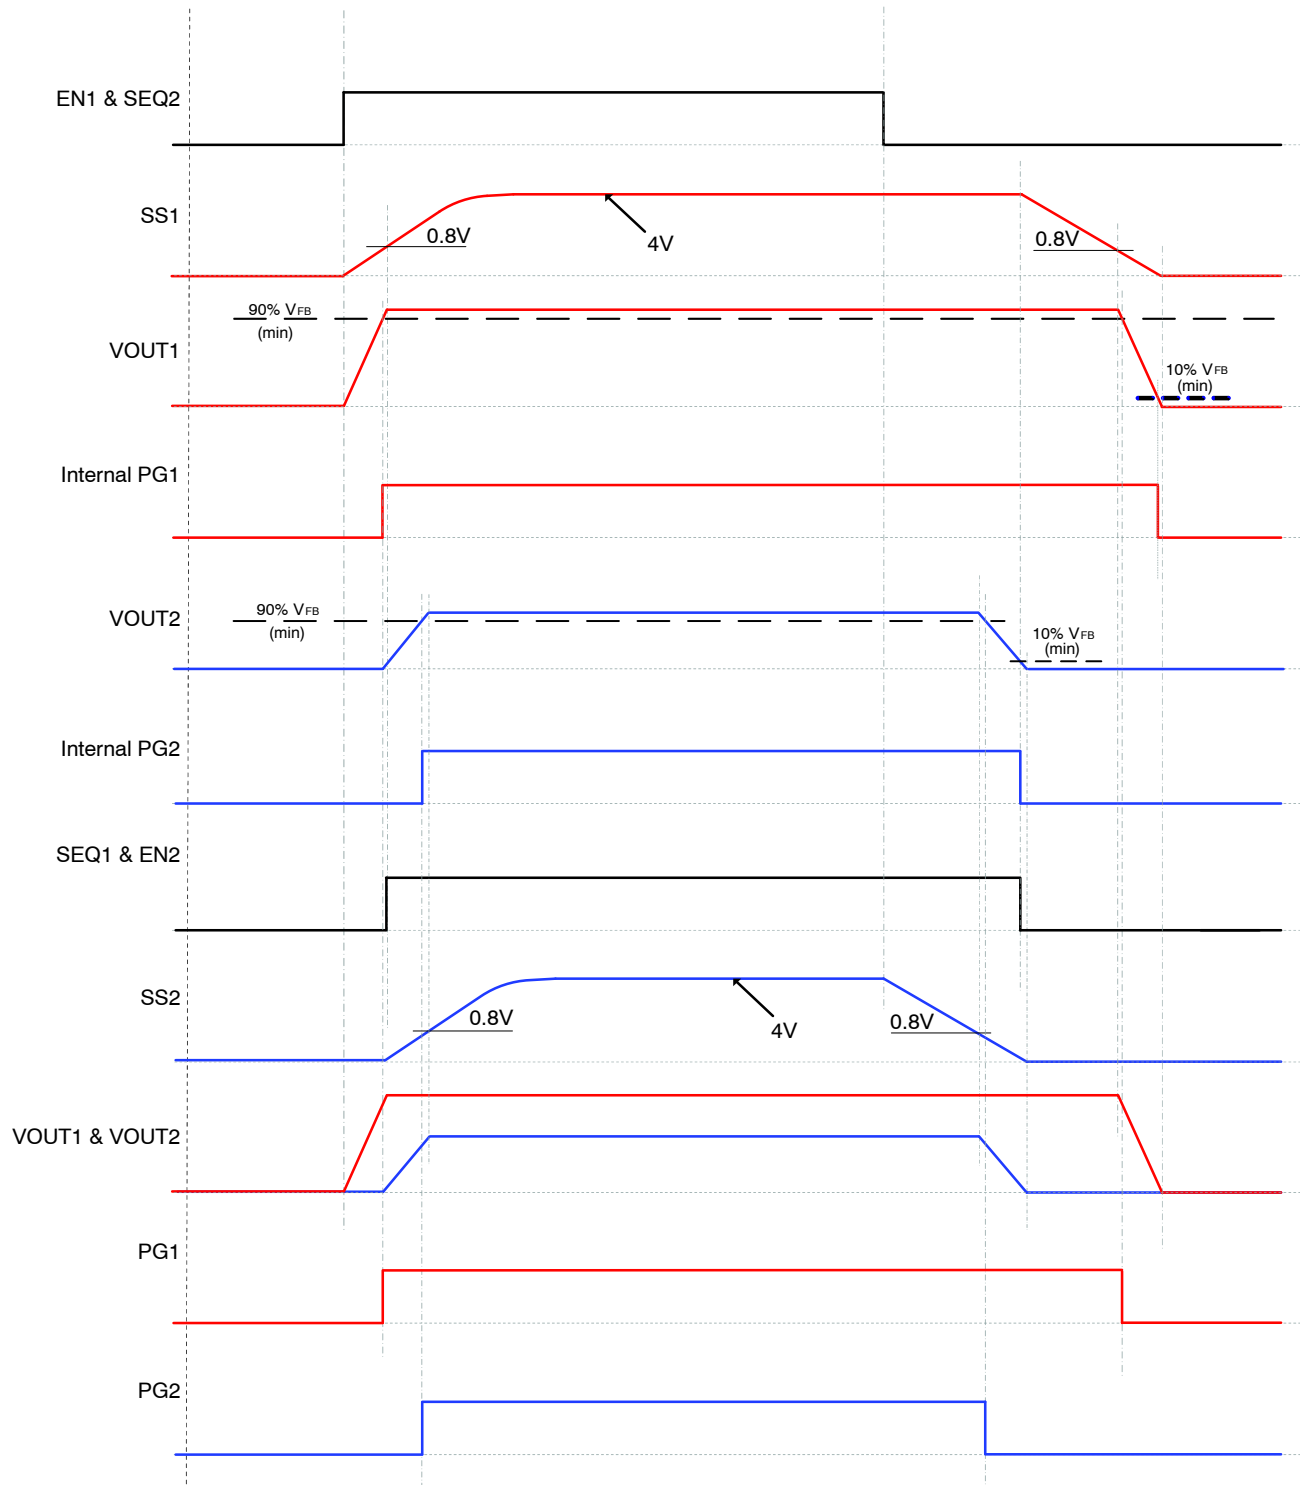 EN1 & SEQ2
SS1
0.8V
4V
0.8V
90% VFB
(min)
VOUT1
10% VFB
(min)
Internal PG1
VOUT2
90% VFB
(min)
10% VFB
(min)
Internal PG2
SEQ1 & EN2
SS2
0.8V
4V
0.8V
VOUT1 & VOUT2
PG1
PG2